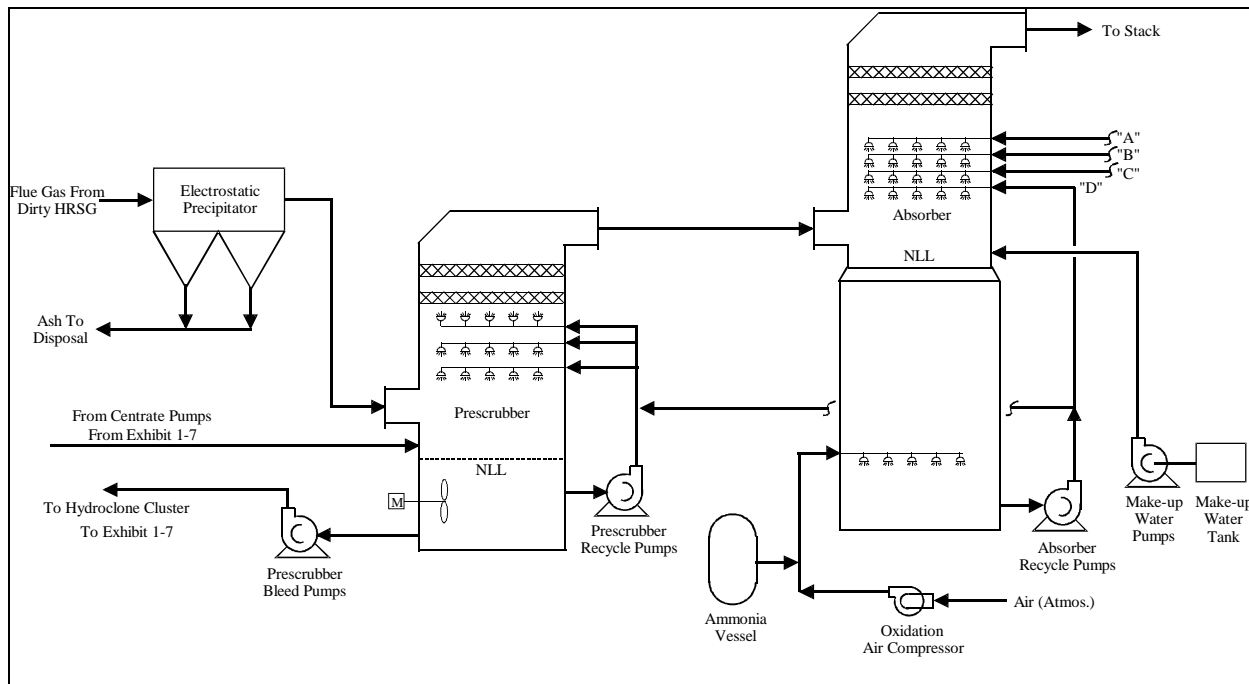 To Stack
"A"
"B"
"C"
"D"
Flue Gas From
Dirty HRSG
Electrostatic
Precipitator
Absorber
NLL
Ash To
Disposal
From Centrate Pumps
From Exhibit 1-7
Prescrubber
NLL
M
To Hydroclone Cluster
To Exhibit 1-7
Prescrubber
Bleed Pumps
Prescrubber
Recycle Pumps
Ammonia
Vessel
Oxidation
Air Compressor
Air (Atmos.)
Absorber
Recycle Pumps
Make-up
Water
Pumps
Make-up
Water
Tank